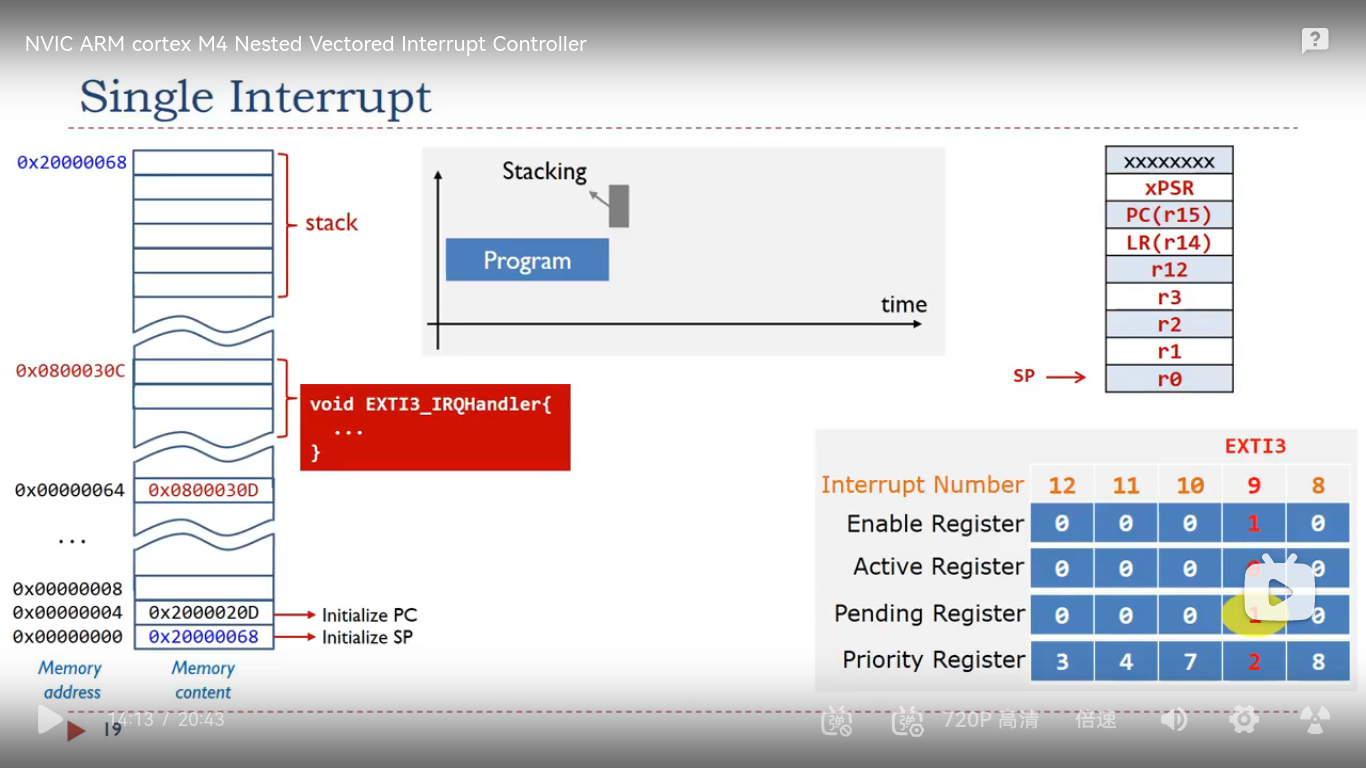 NVIC ARM cortex M4 Nested Vectored Interrupt Controller
?
Single Interrupt
0x20000068
stack
0x0800030C
void EXTI3_IRQHandler{
...
}
0x00000064 0x0800030D
...
0x00000008
0x00000004 0x2000020D Initialize PC
0x00000000 0x20000068 Initialize SP
Memory address
Memory content
Stacking
Program
time
xxxxxxxx
xPSR
PC(r15)
LR(r14)
r12
r3
r2
r1
SP r0
EXTI3
Interrupt Number 12 11 10 9 8
Enable Register 0 0 0 1 0
Active Register 0 0 0 0 0
Pending Register 0 0 0 1 0
Priority Register 3 4 7 2 8
14:13 / 20:43
19
720P 高清
倍速